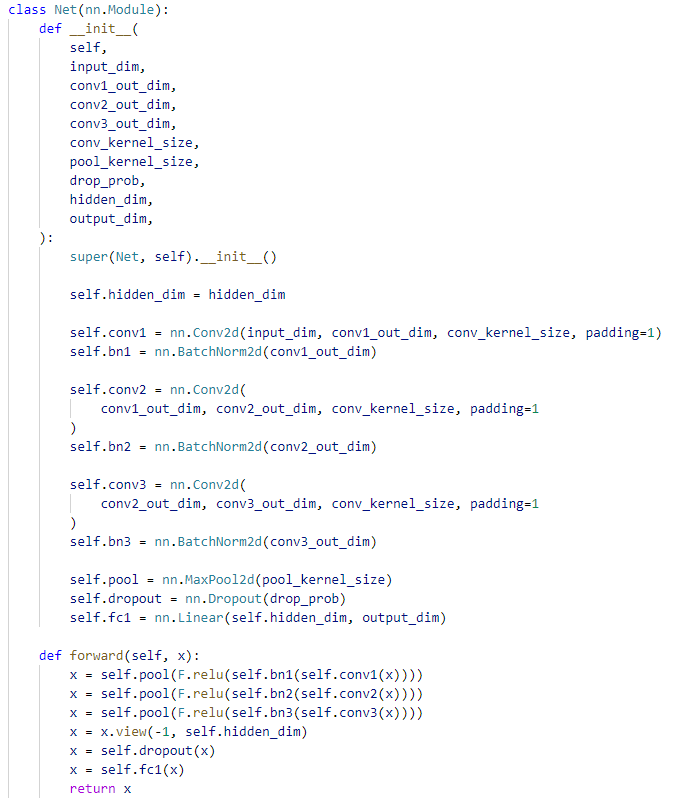 class Net(nn.Module):
    def __init__(
        self,
        input_dim,
        conv1_out_dim,
        conv2_out_dim,
        conv3_out_dim,
        conv_kernel_size,
        pool_kernel_size,
        drop_prob,
        hidden_dim,
        output_dim,
    ):
        super(Net, self).__init__()

        self.hidden_dim = hidden_dim

        self.conv1 = nn.Conv2d(input_dim, conv1_out_dim, conv_kernel_size, padding=1)
        self.bn1 = nn.BatchNorm2d(conv1_out_dim)

        self.conv2 = nn.Conv2d(
            conv1_out_dim, conv2_out_dim, conv_kernel_size, padding=1
        )
        self.bn2 = nn.BatchNorm2d(conv2_out_dim)

        self.conv3 = nn.Conv2d(
            conv2_out_dim, conv3_out_dim, conv_kernel_size, padding=1
        )
        self.bn3 = nn.BatchNorm2d(conv3_out_dim)

        self.pool = nn.MaxPool2d(pool_kernel_size)
        self.dropout = nn.Dropout(drop_prob)
        self.fc1 = nn.Linear(self.hidden_dim, output_dim)

    def forward(self, x):
        x = self.pool(F.relu(self.bn1(self.conv1(x))))
        x = self.pool(F.relu(self.bn2(self.conv2(x))))
        x = self.pool(F.relu(self.bn3(self.conv3(x))))
        x = x.view(-1, self.hidden_dim)
        x = self.dropout(x)
        x = self.fc1(x)
        return x